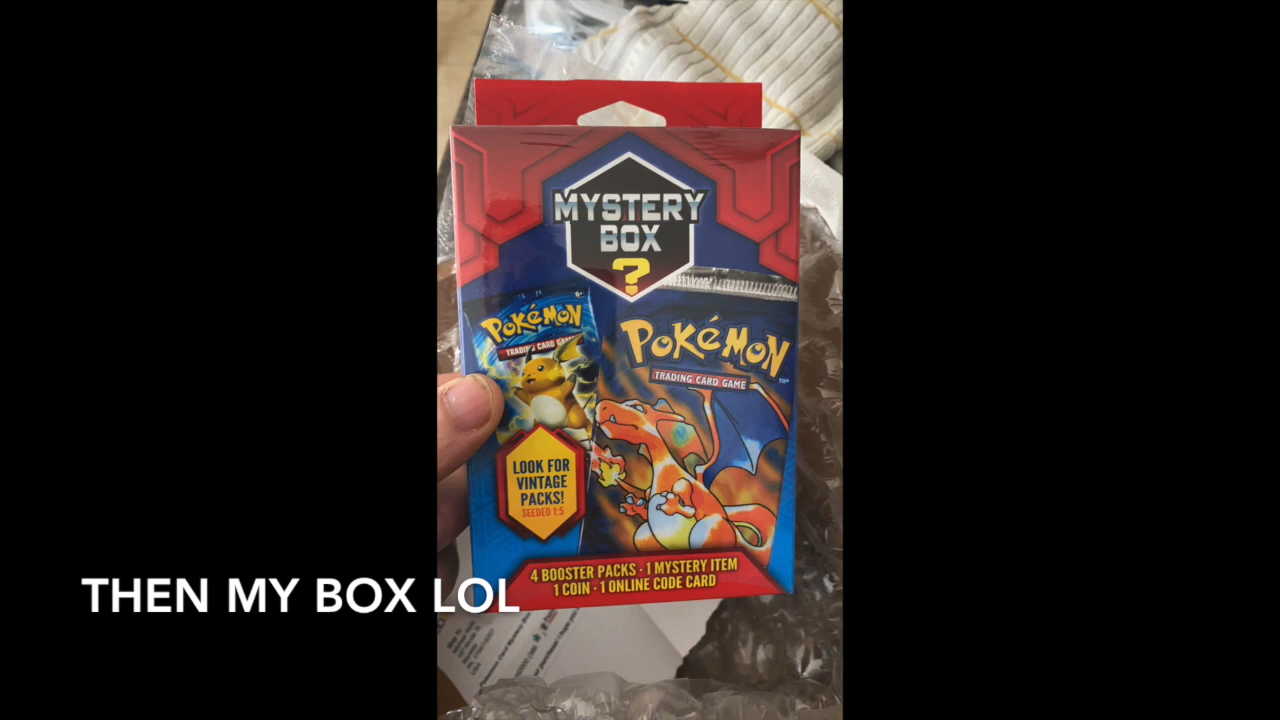 MYSTERY
BOX
?
POKéMON
TRADING CARD GAME
POKéMON
TM
TRADING CARD GAME
LOOK FOR
VINTAGE
PACKS!
SEEDED 1:5
4 BOOSTER PACKS · 1 MYSTERY ITEM
1 COIN · 1 ONLINE CODE CARD
THEN MY BOX LOL